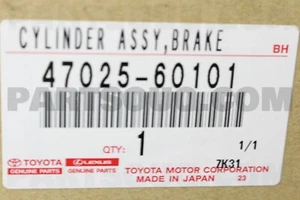 CYLINDER ASSY,BRAKE
BH
47025-60101
PARTSOUQ.COM
QTY:
1
1/1
7K31
TOYOTA
GENUINE PARTS
LEXUS
GENUINE PARTS
TOYOTA MOTOR CORPORATION
MADE IN JAPAN 23